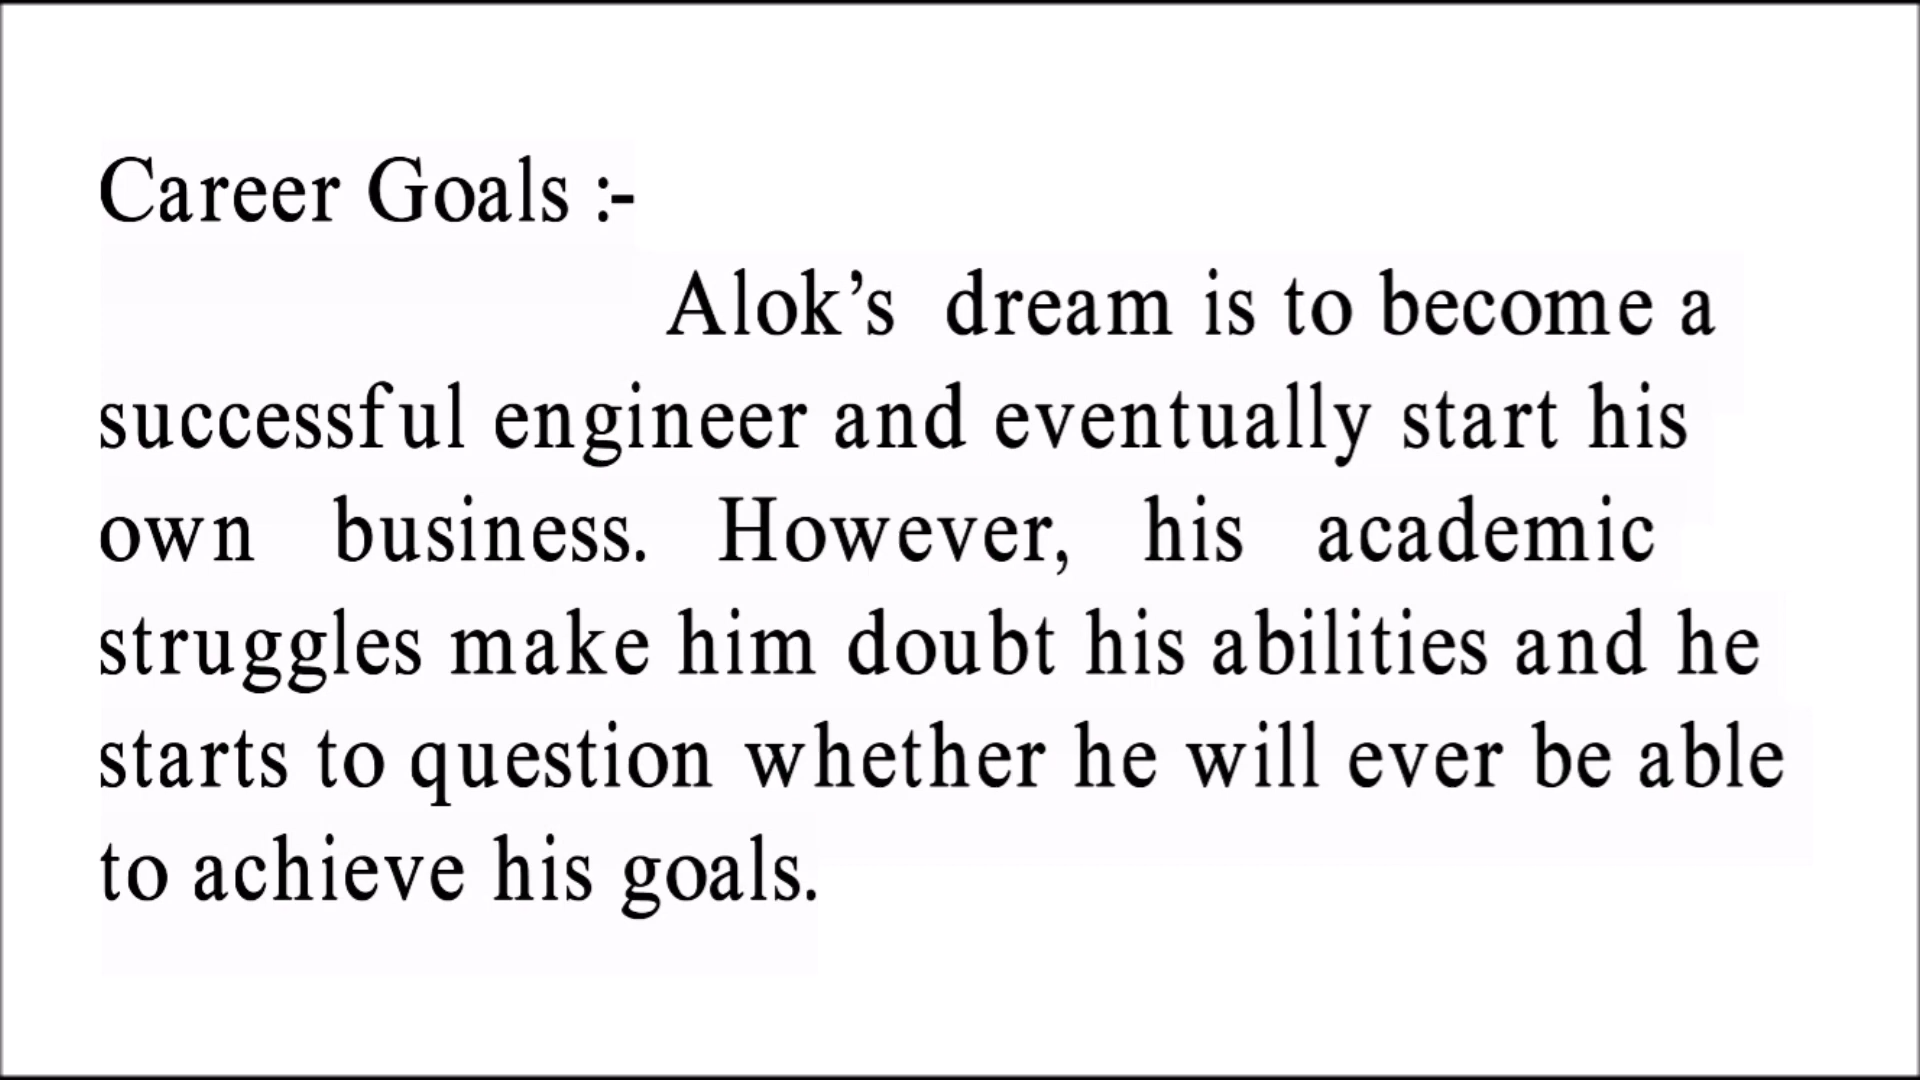 Career Goals :-
Alok’s dream is to become a
successful engineer and eventually start his
own business. However, his academic
struggles make him doubt his abilities and he
starts to question whether he will ever be able
to achieve his goals.